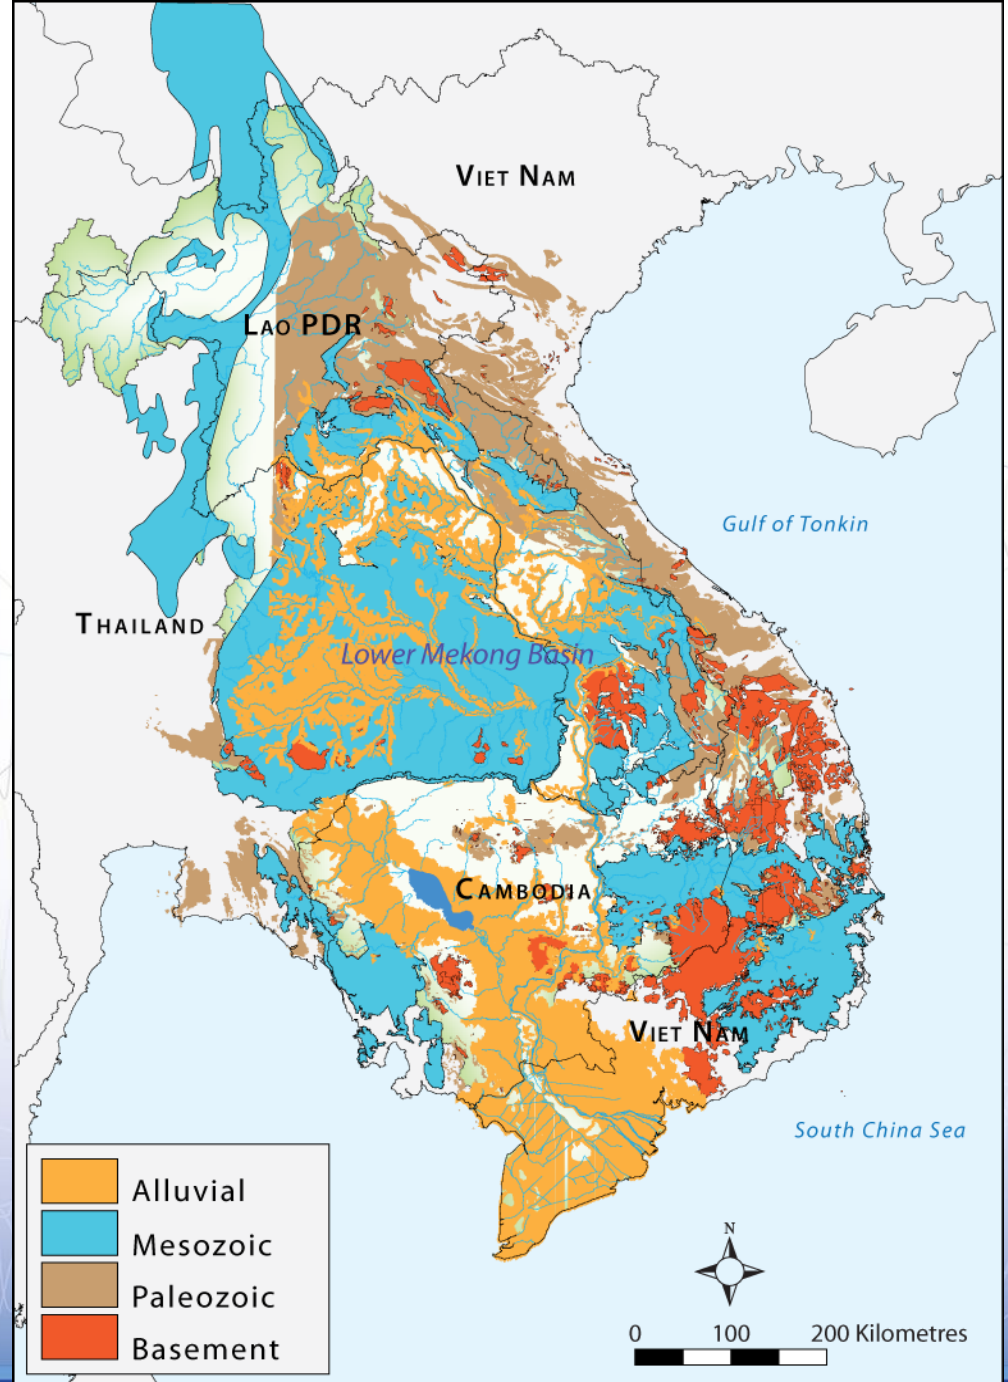 Viet Nam
Lao PDR
Gulf of Tonkin
Thailand
Lower Mekong Basin
Cambodia
Viet Nam
South China Sea
Alluvial
Mesozoic
Paleozoic
Basement
N
0 100 200 Kilometres